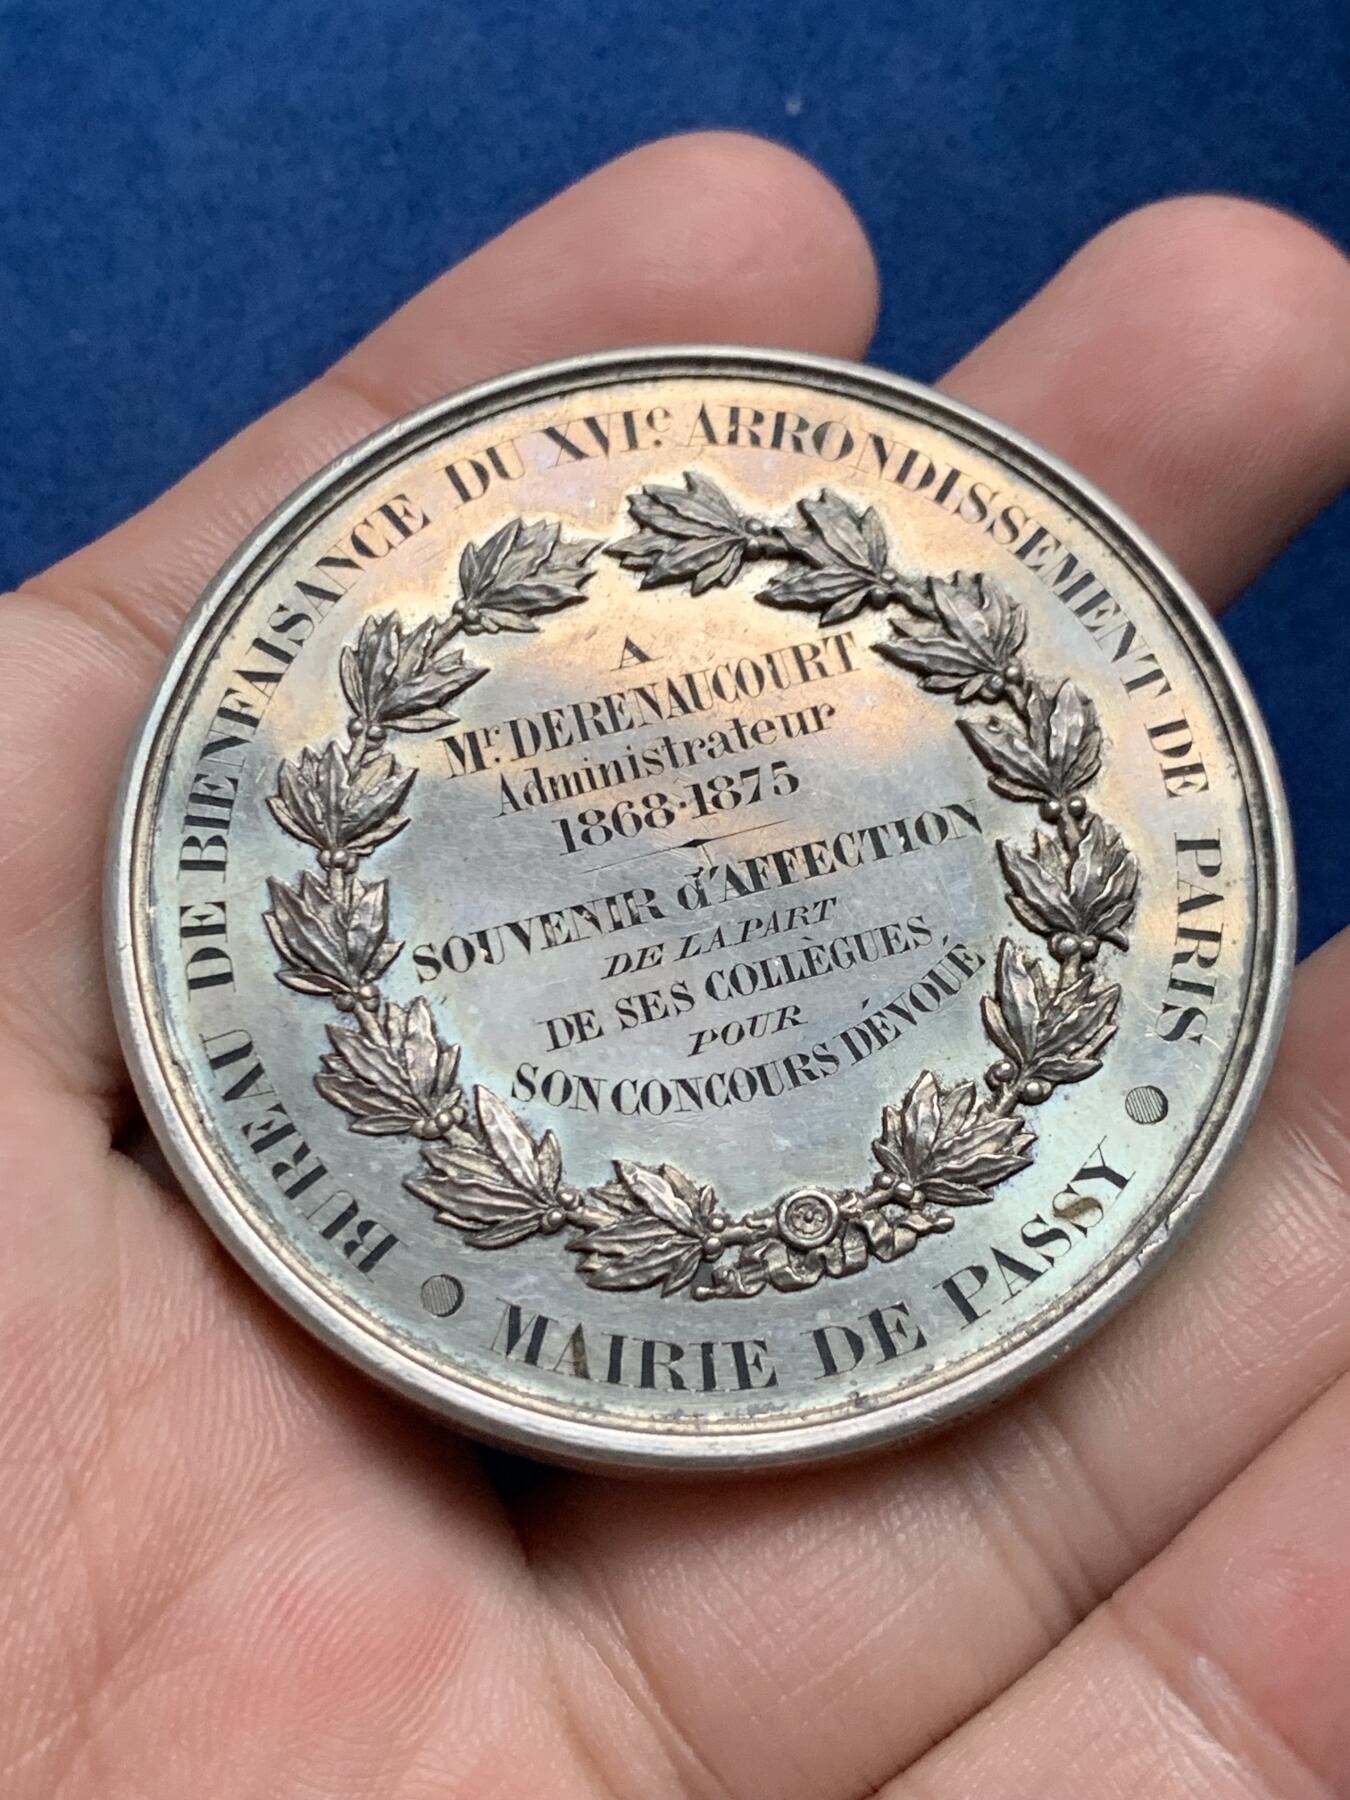 BUREAU DE BIENFAISANCE DU XVIe ARRONDISSEMENT DE PARIS
A
Mr. DERENAUCOURT
Administrateur
1868·1875
SOUVENIR d'AFFECTION
DE LA PART
DE SES COLLÈGUES
POUR
SON CONCOURS DÉVOUÉ
MAIRIE DE PASSY